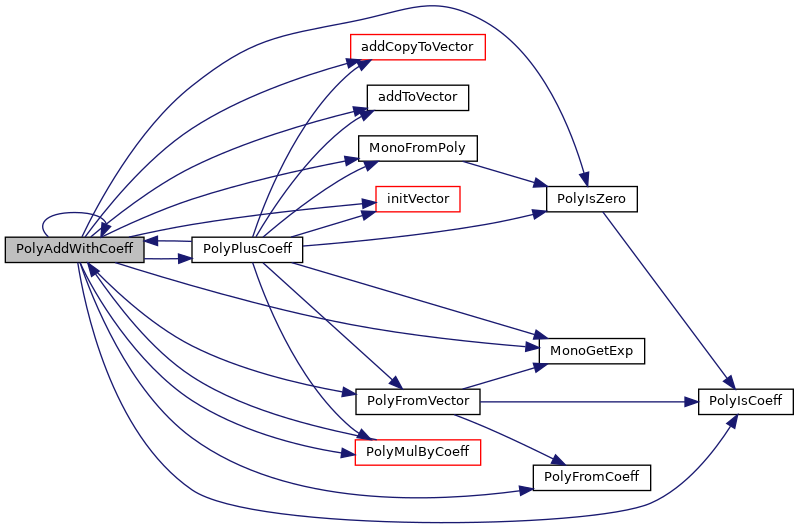 PolyAddWithCoeff
PolyPlusCoeff
addCopyToVector
addToVector
MonoFromPoly
initVector
PolyFromVector
PolyMulByCoeff
PolyIsZero
MonoGetExp
PolyFromCoeff
PolyIsCoeff